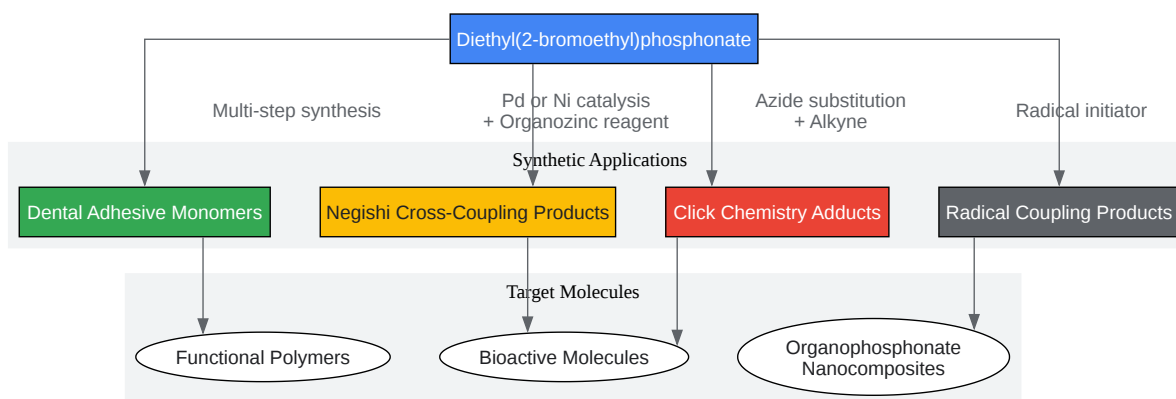 Diethyl(2-bromoethyl)phosphonate
Multi-step synthesis
Pd or Ni catalysis
+ Organozinc reagent
Azide substitution
+ Alkyne
Radical initiator
Synthetic Applications
Dental Adhesive Monomers
Negishi Cross-Coupling Products
Click Chemistry Adducts
Radical Coupling Products
Target Molecules
Functional Polymers
Bioactive Molecules
Organophosphonate
Nanocomposites